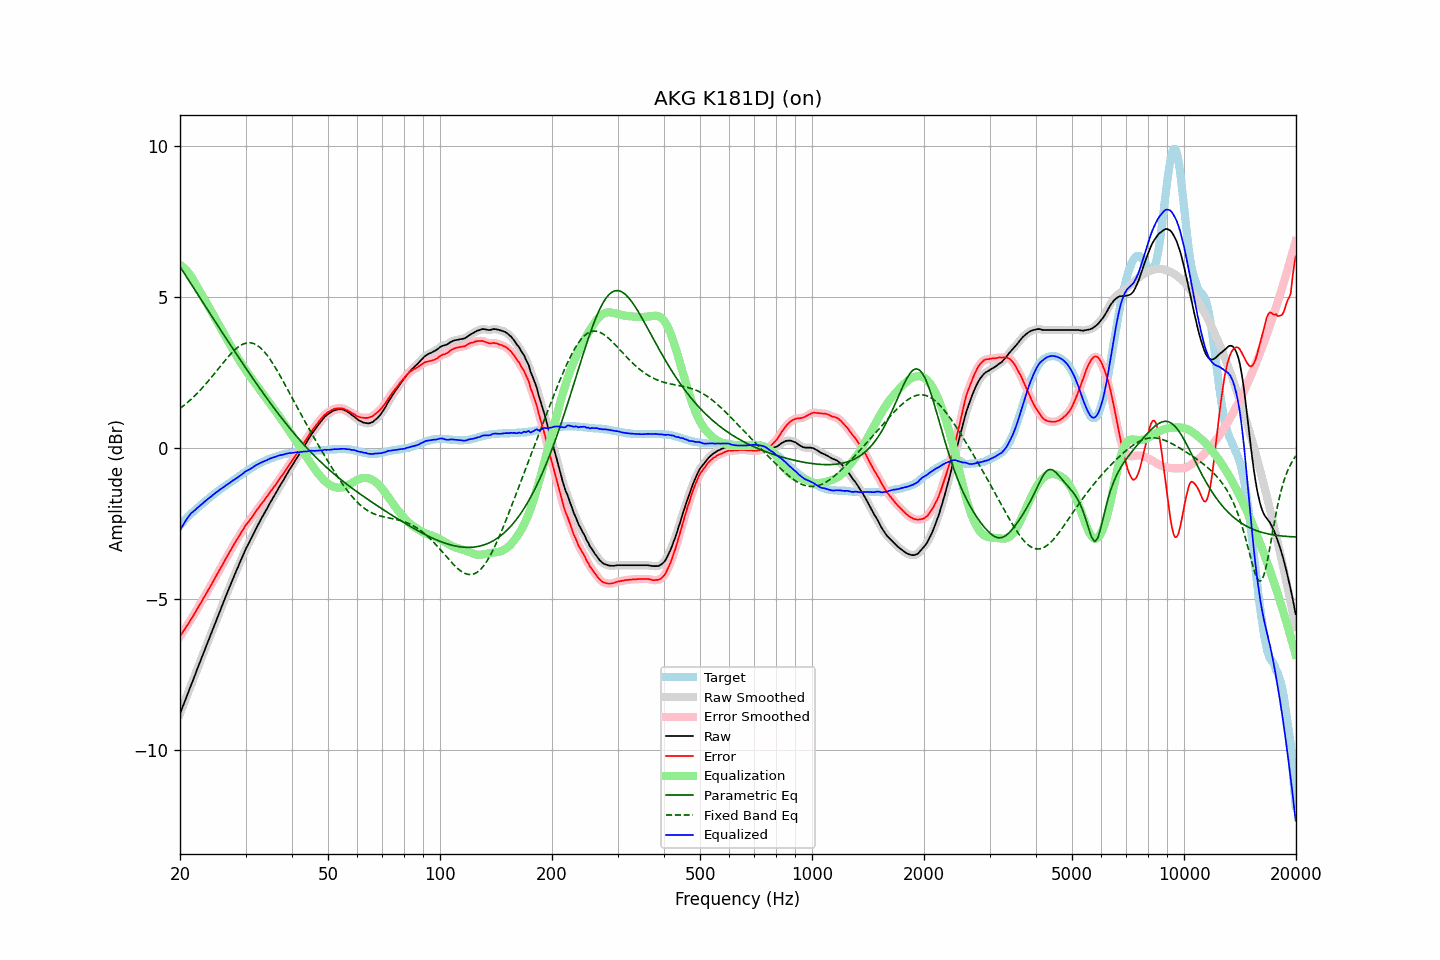 AKG K181DJ (on)
Amplitude (dBr)
10
5
0
−5
−10
Target
Raw Smoothed
Error Smoothed
Raw
Error
Equalization
Parametric Eq
Fixed Band Eq
Equalized
20
50
100
200
500
1000
2000
5000
10000
20000
Frequency (Hz)